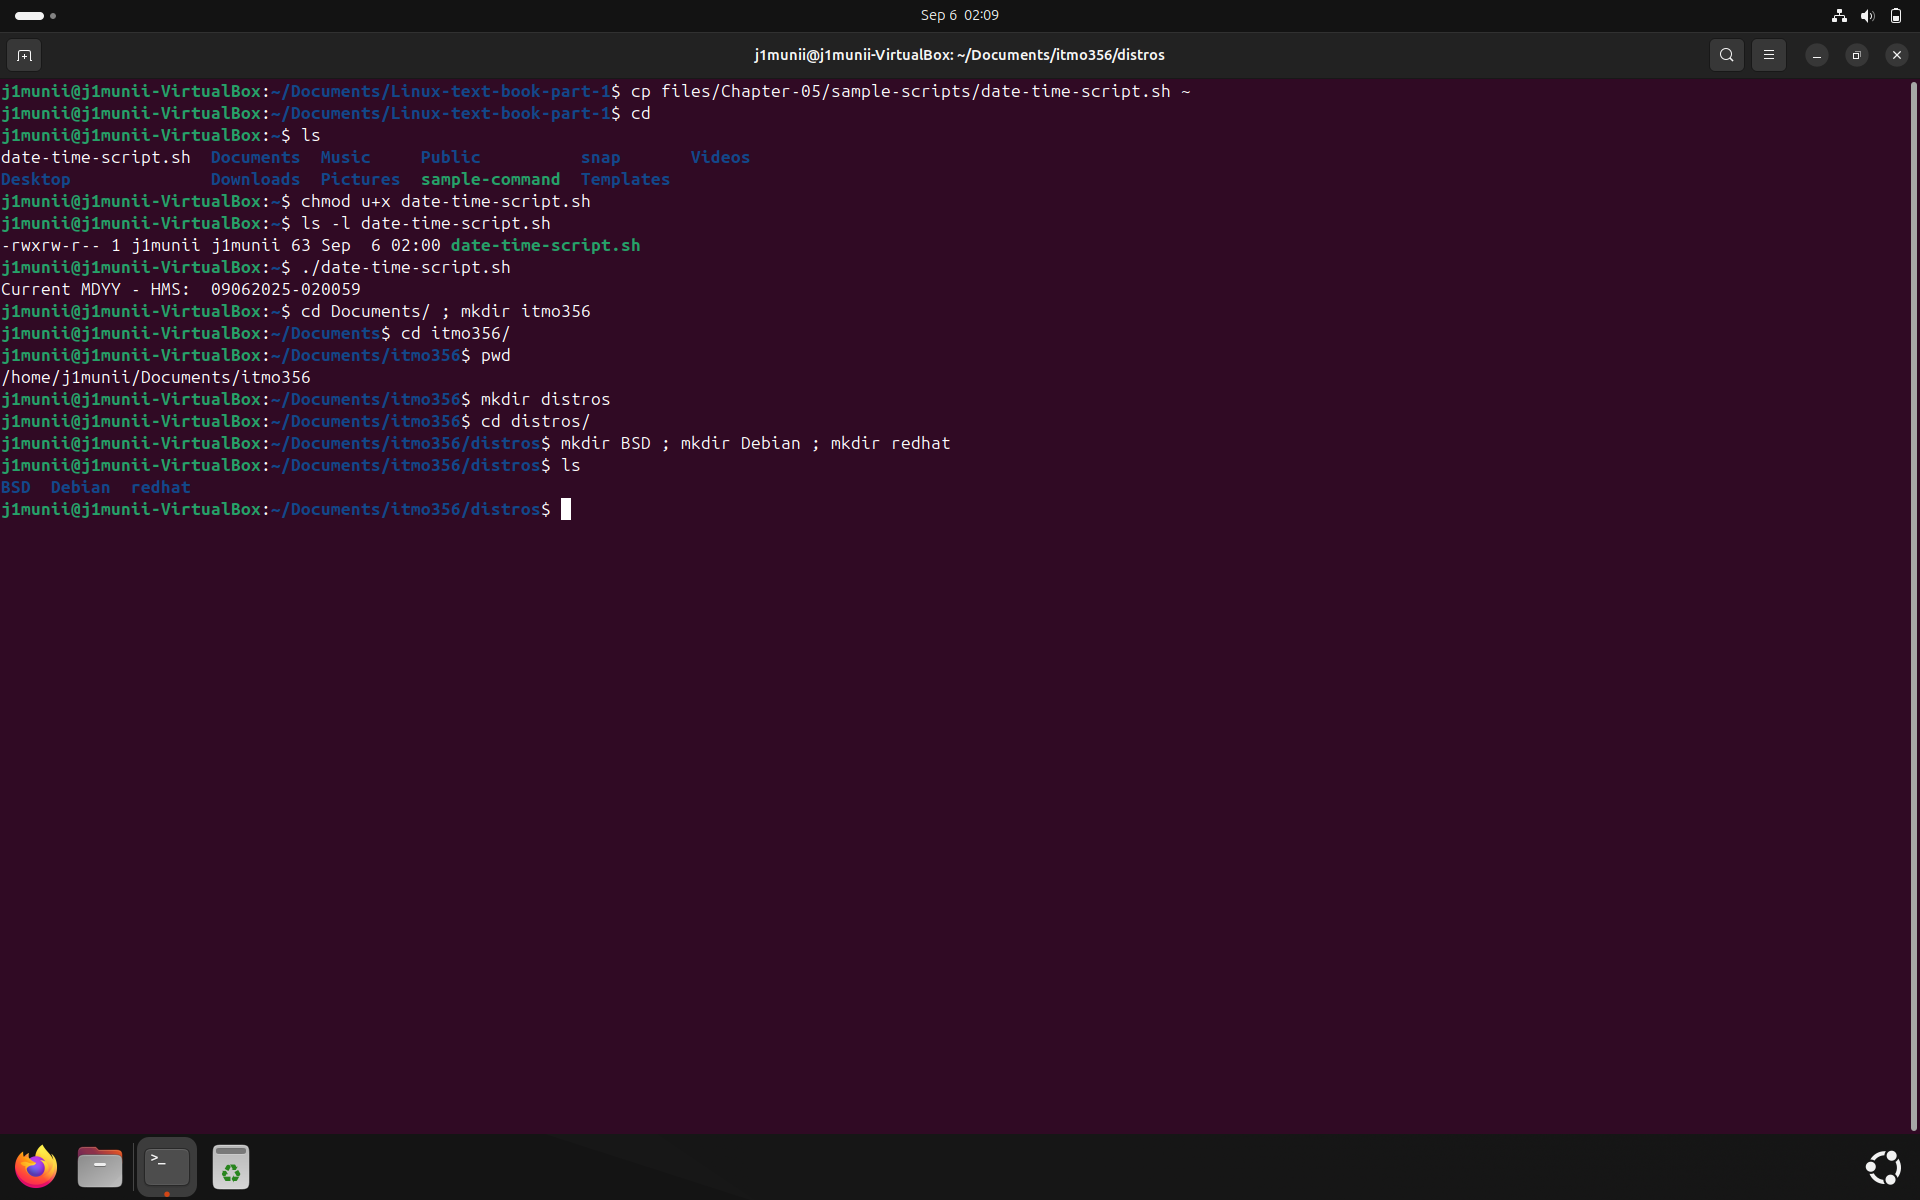 Sep 6  02:09
j1munii@j1munii-VirtualBox: ~/Documents/itmo356/distros
j1munii@j1munii-VirtualBox:~/Documents/Linux-text-book-part-1$ cp files/Chapter-05/sample-scripts/date-time-script.sh ~
j1munii@j1munii-VirtualBox:~/Documents/Linux-text-book-part-1$ cd
j1munii@j1munii-VirtualBox:~$ ls
date-time-script.sh  Documents  Music     Public          snap       Videos
Desktop              Downloads  Pictures  sample-command  Templates
j1munii@j1munii-VirtualBox:~$ chmod u+x date-time-script.sh
j1munii@j1munii-VirtualBox:~$ ls -l date-time-script.sh
-rwxrw-r-- 1 j1munii j1munii 63 Sep  6 02:00 date-time-script.sh
j1munii@j1munii-VirtualBox:~$ ./date-time-script.sh
Current MDYY - HMS:  09062025-020059
j1munii@j1munii-VirtualBox:~$ cd Documents/ ; mkdir itmo356
j1munii@j1munii-VirtualBox:~/Documents$ cd itmo356/
j1munii@j1munii-VirtualBox:~/Documents/itmo356$ pwd
/home/j1munii/Documents/itmo356
j1munii@j1munii-VirtualBox:~/Documents/itmo356$ mkdir distros
j1munii@j1munii-VirtualBox:~/Documents/itmo356$ cd distros/
j1munii@j1munii-VirtualBox:~/Documents/itmo356/distros$ mkdir BSD ; mkdir Debian ; mkdir redhat
j1munii@j1munii-VirtualBox:~/Documents/itmo356/distros$ ls
BSD  Debian  redhat
j1munii@j1munii-VirtualBox:~/Documents/itmo356/distros$